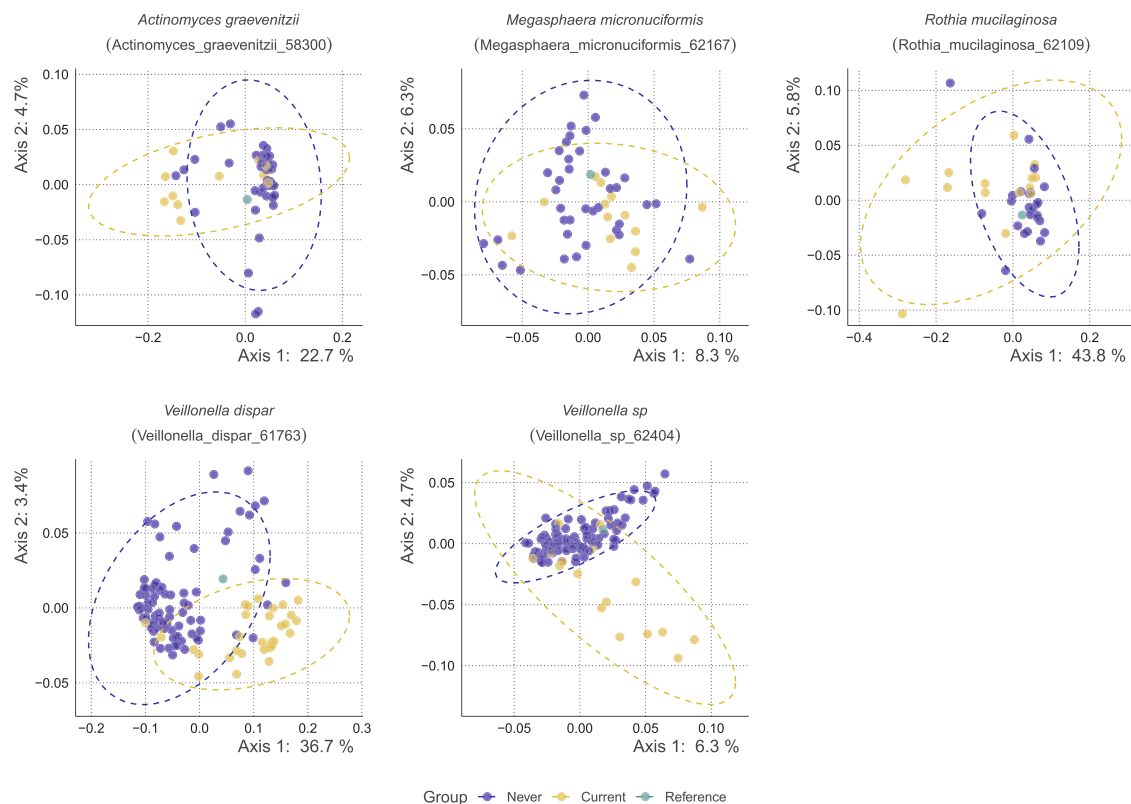 Actinomyces graevenitzii
(Actinomyces_graevenitzii_58300)
Axis 2: 4.7%
0.10
0.05
0.00
−0.05
−0.10
−0.2
0.0
0.2
Axis 1: 22.7 %
Megasphaera micronuciformis
(Megasphaera_micronuciformis_62167)
Axis 2: 6.3%
0.05
0.00
−0.05
0.00
0.05
0.10
Axis 1: 8.3 %
Rothia mucilaginosa
(Rothia_mucilaginosa_62109)
Axis 2: 5.8%
0.10
0.05
0.00
−0.05
−0.10
−0.4
−0.2
0.0
0.2
Axis 1: 43.8 %
Veillonella dispar
(Veillonella_dispar_61763)
Axis 2: 3.4%
0.05
0.00
−0.05
−0.2
−0.1
0.0
0.1
0.2
0.3
Axis 1: 36.7 %
Veillonella sp
(Veillonella_sp_62404)
Axis 2: 4.7%
0.05
0.00
−0.05
−0.10
−0.05
0.00
0.05
0.10
Axis 1: 6.3 %
Group Never Current Reference